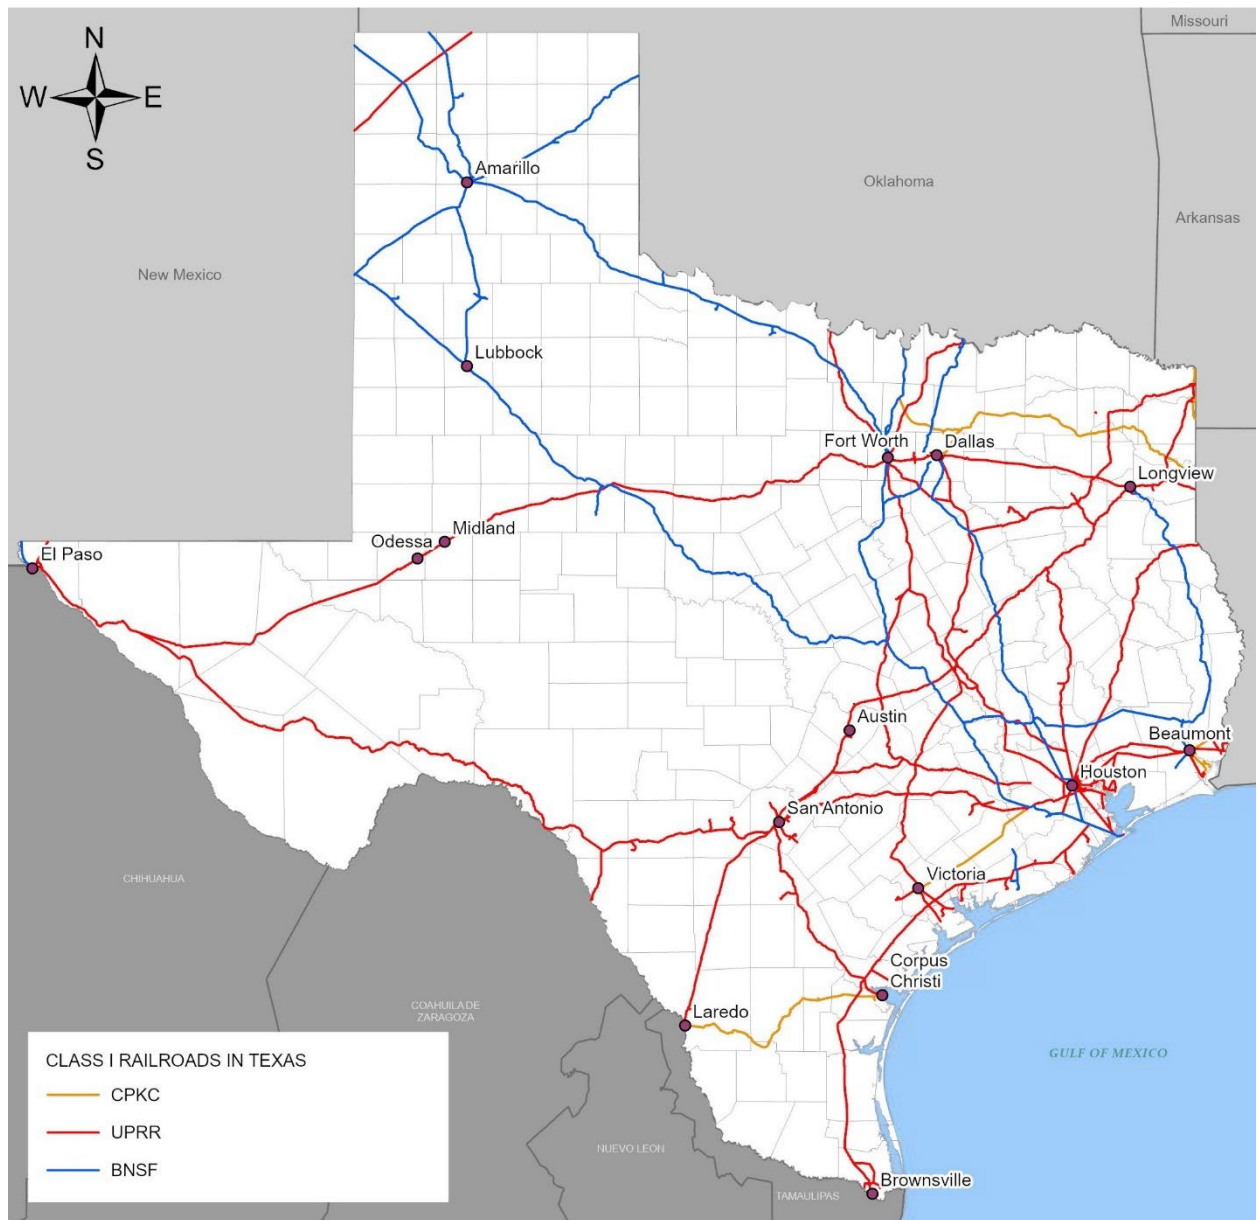 Missouri
N
W
E
S
Amarillo
Oklahoma
Arkansas
New Mexico
Lubbock
Fort Worth
Dallas
Longview
Midland
Odessa
El Paso
Austin
Beaumont
Houston
San Antonio
Victoria
CHIHUAHUA
Corpus
Christi
COAHUILA DE
ZARAGOZA
Laredo
GULF OF MEXICO
CLASS I RAILROADS IN TEXAS
CPKC
UPRR
BNSF
NUEVO LEON
Brownsville
TAMAULIPAS